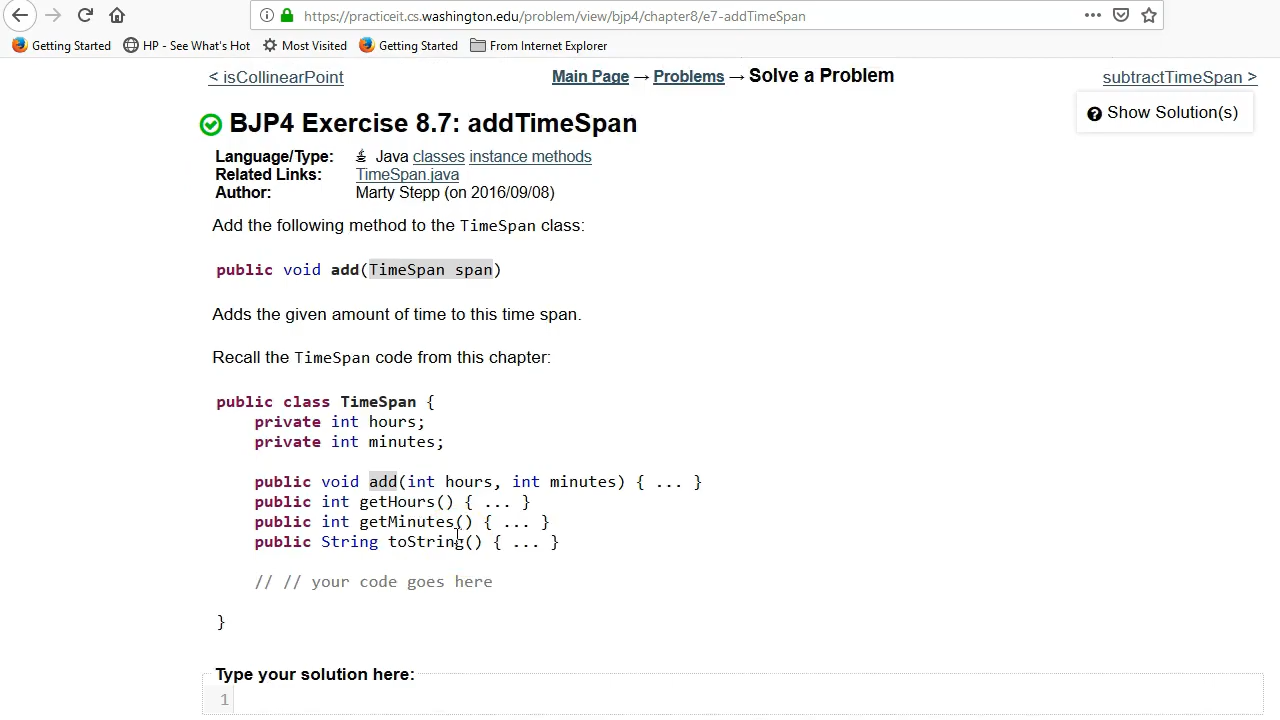 https://practiceit.cs.washington.edu/problem/view/bjp4/chapter8/e7-addTimeSpan
Getting Started HP - See What's Hot Most Visited Getting Started From Internet Explorer
< isCollinearPoint Main Page → Problems → Solve a Problem subtractTimeSpan >
Show Solution(s)
BJP4 Exercise 8.7: addTimeSpan
Language/Type: Java classes instance methods
Related Links: TimeSpan.java
Author: Marty Stepp (on 2016/09/08)
Add the following method to the TimeSpan class:
public void add(TimeSpan span)
Adds the given amount of time to this time span.
Recall the TimeSpan code from this chapter:
public class TimeSpan {
private int hours;
private int minutes;
public void add(int hours, int minutes) { ... }
public int getHours() { ... }
public int getMinutes() { ... }
public String toString() { ... }
// // your code goes here
}
Type your solution here:
1